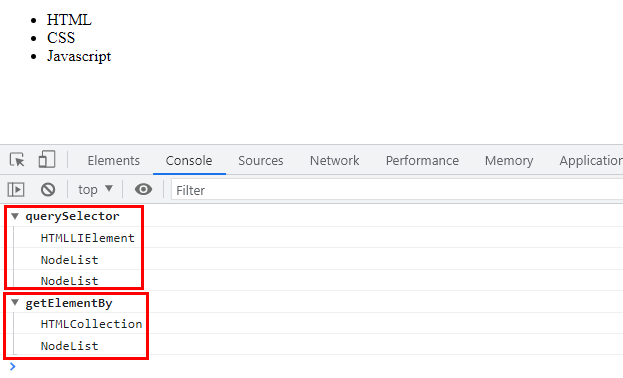 HTML
CSS
Javascript
Elements Console Sources Network Performance Memory Application
top Filter
querySelector
HTMLLIElement
NodeList
NodeList
getElementBy
HTMLCollection
NodeList